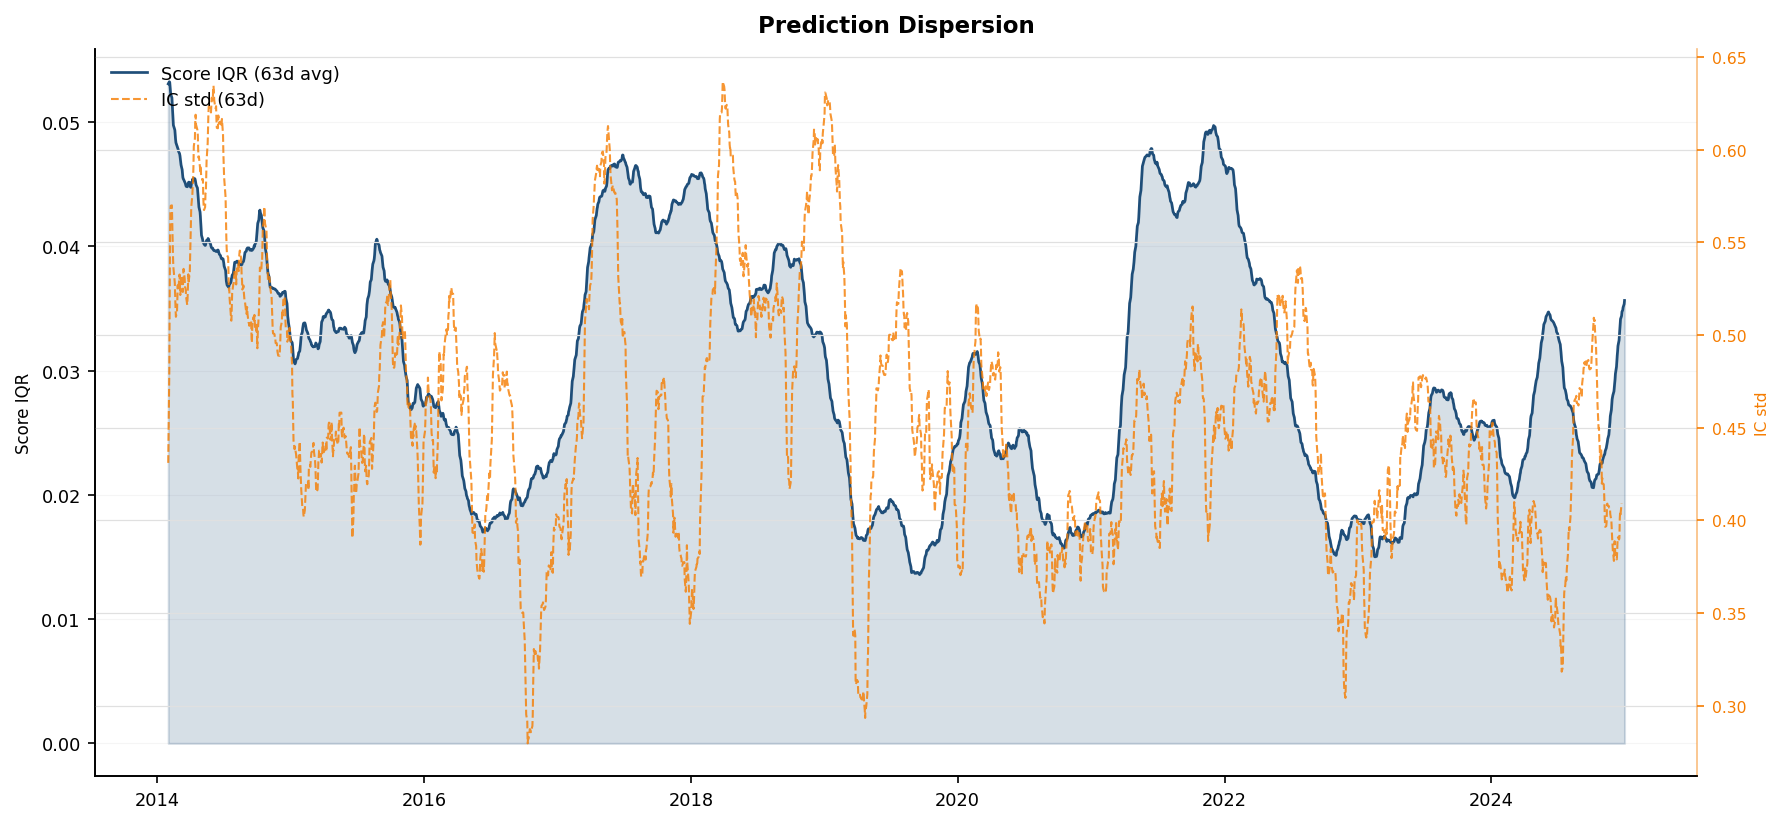 Prediction Dispersion
Score IQR (63d avg)
IC std (63d)
Score IQR
0.05
0.04
0.03
0.02
0.01
0.00
0.65
0.60
0.55
0.50
0.45
0.40
0.35
0.30
IC std
2014 2016 2018 2020 2022 2024